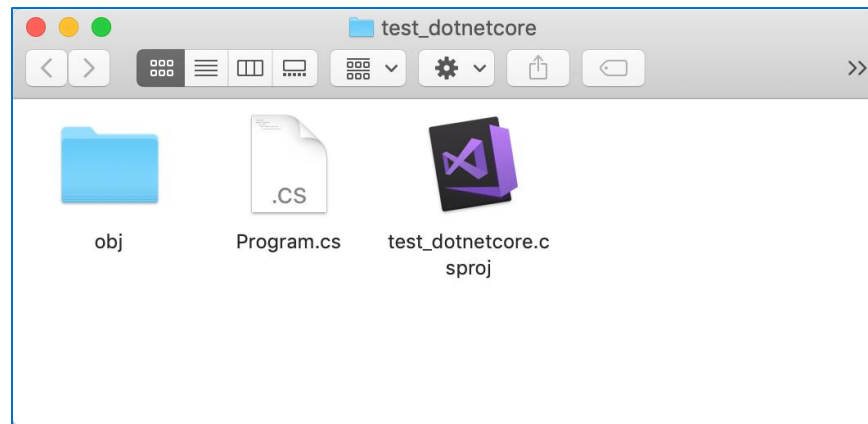 test_dotnetcore
.CS
obj
Program.cs
test_dotnetcore.c
sproj